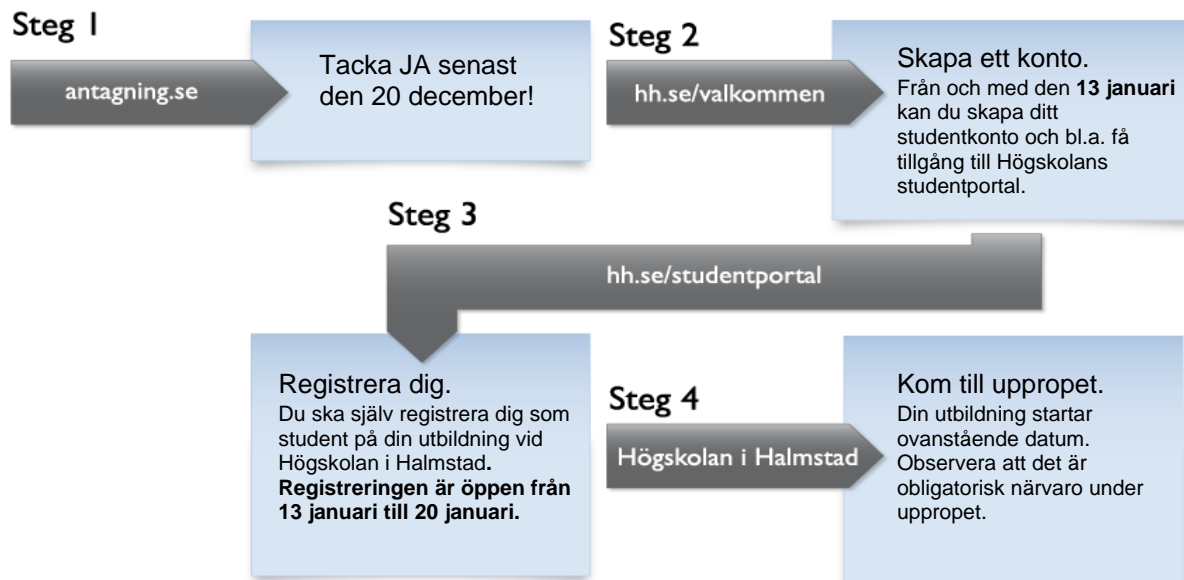 Steg 1
antagning.se
Tacka JA senast
den 20 december!
Steg 2
hh.se/valkommen
Skapa ett konto.
Från och med den 13 januari
kan du skapa ditt
studentkonto och bl.a. få
tillgång till Högskolans
studentportal.
Steg 3
hh.se/studentportal
Registrera dig.
Du ska själv registrera dig som
student på din utbildning vid
Högskolan i Halmstad.
Registreringen är öppen från
13 januari till 20 januari.
Steg 4
Högskolan i Halmstad
Kom till uppropet.
Din utbildning startar
ovanstående datum.
Observera att det är
obligatorisk närvaro under
uppropet.